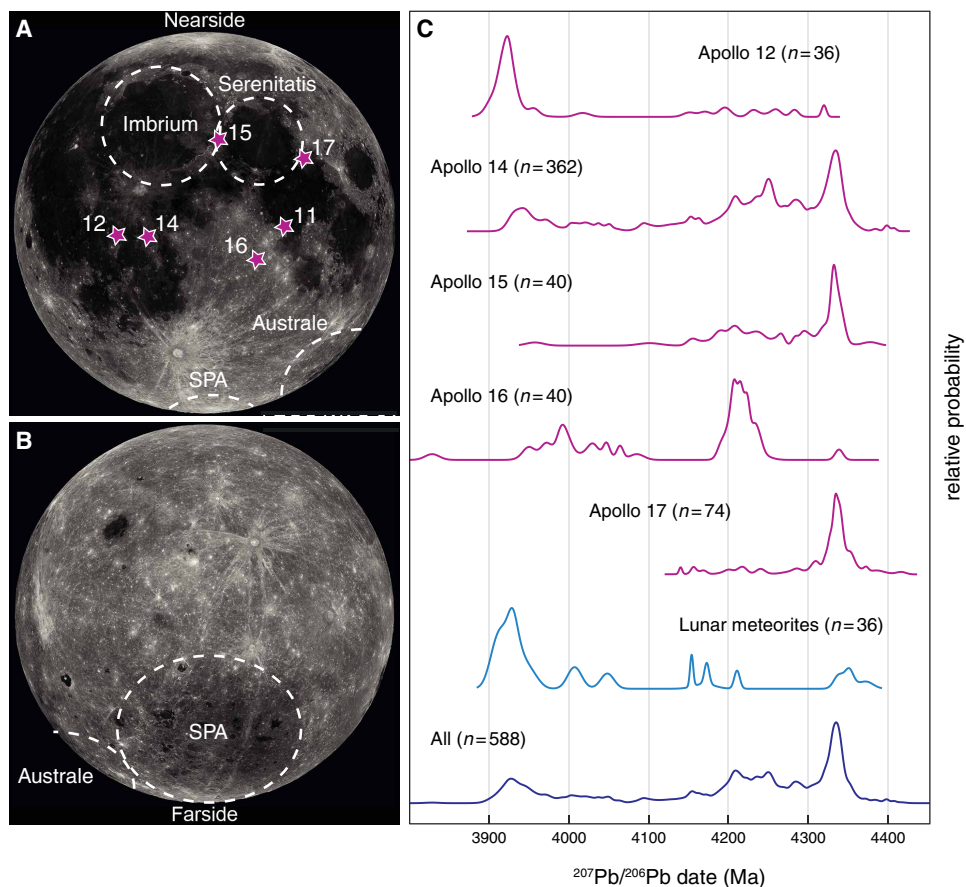 A
Nearside
Serenitatis
Imbrium
15
17
12
14
11
16
Australe
SPA
B
SPA
Australe
Farside
C
Apollo 12 (n=36)
Apollo 14 (n=362)
Apollo 15 (n=40)
Apollo 16 (n=40)
Apollo 17 (n=74)
Lunar meteorites (n=36)
All (n=588)
relative probability
3900 4000 4100 4200 4300 4400
²⁰⁷Pb/²⁰⁶Pb date (Ma)